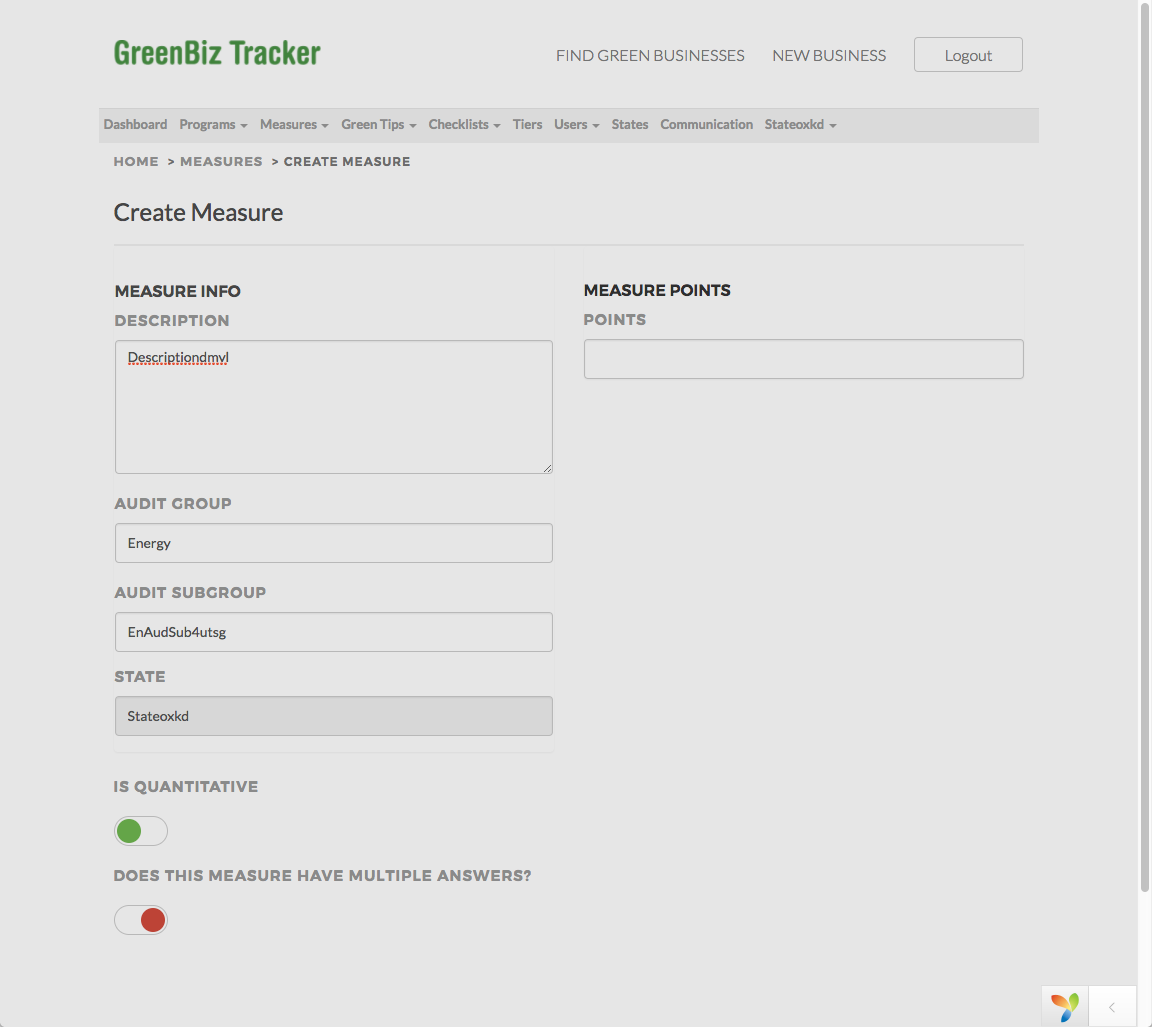 GreenBiz Tracker
FIND GREEN BUSINESSES NEW BUSINESS Logout
Dashboard Programs Measures Green Tips Checklists Tiers Users States Communication Stateoxkd
HOME > MEASURES > CREATE MEASURE
Create Measure
MEASURE INFO
DESCRIPTION
Descriptiondmvl
AUDIT GROUP
Energy
AUDIT SUBGROUP
EnAudSub4utsg
STATE
Stateoxkd
IS QUANTITATIVE
DOES THIS MEASURE HAVE MULTIPLE ANSWERS?
MEASURE POINTS
POINTS